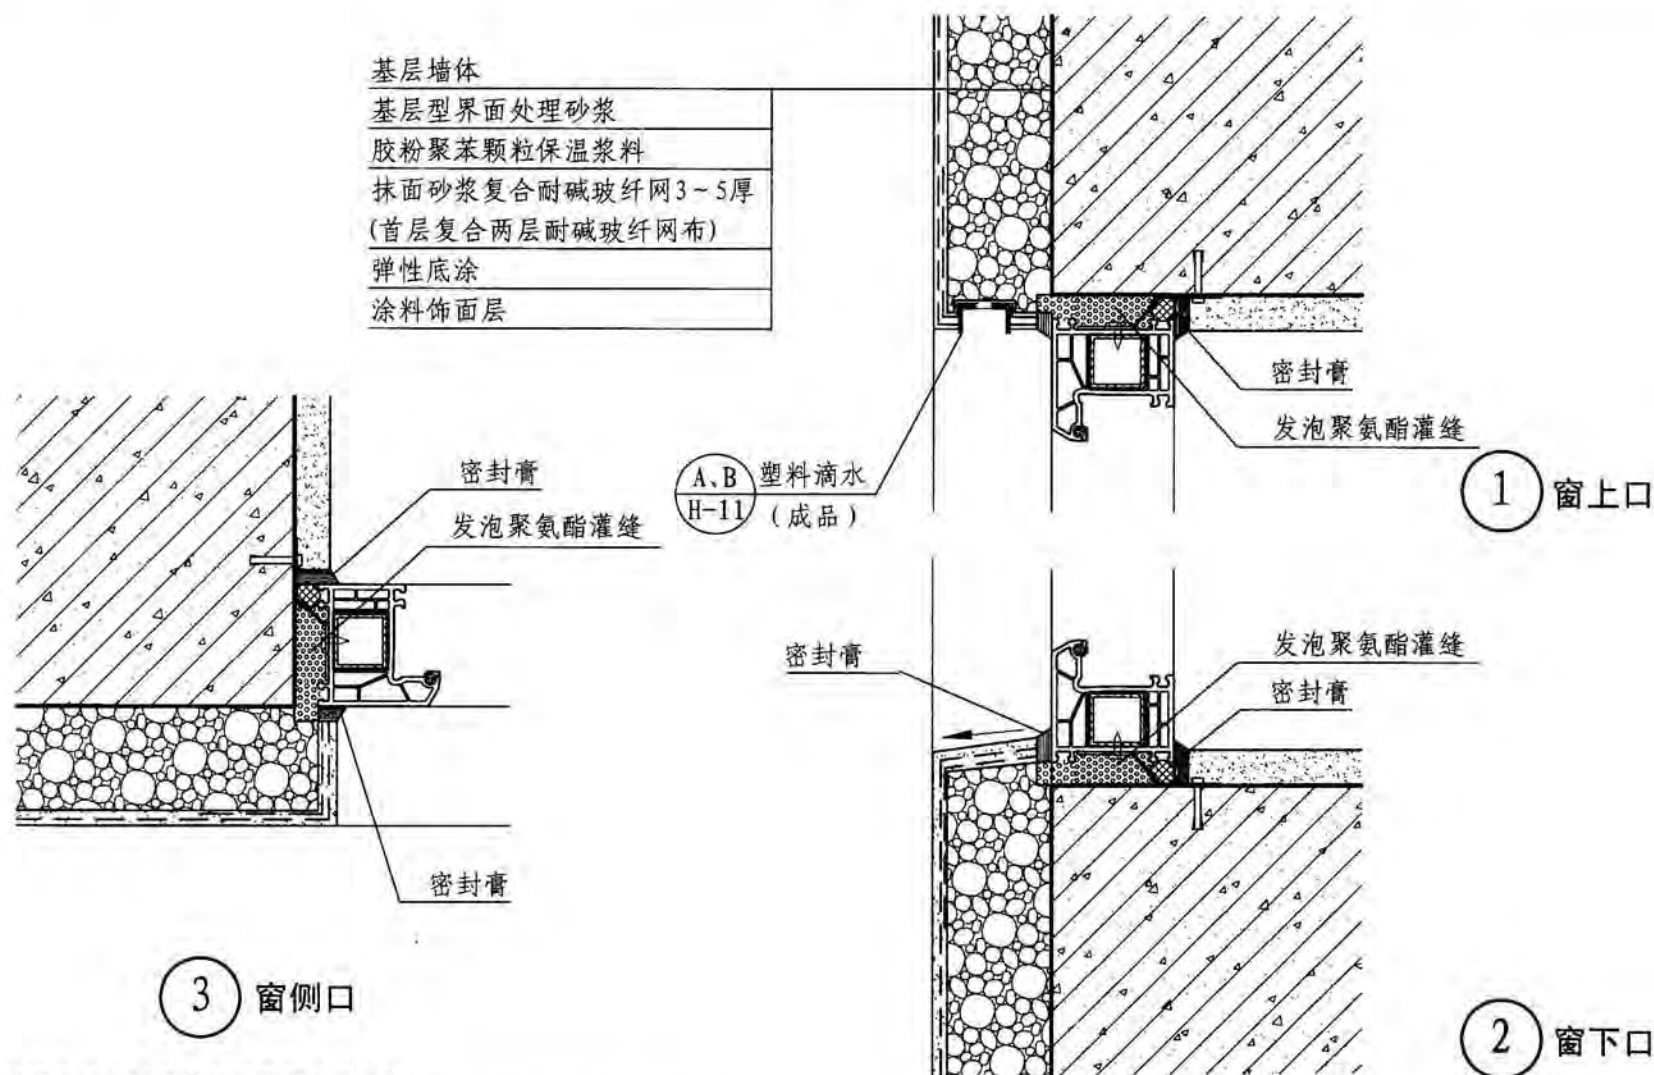 基层墙体
基层型界面处理砂浆
胶粉聚苯颗粒保温浆料
抹面砂浆复合耐碱玻纤网3~5厚
(首层复合两层耐碱玻纤网布)
弹性底涂
涂料饰面层
密封膏
发泡聚氨酯灌缝
A、B 塑料滴水
H-11 (成品)
1 窗上口
密封膏
发泡聚氨酯灌缝
密封膏
3 窗侧口
密封膏
发泡聚氨酯灌缝
密封膏
2 窗下口